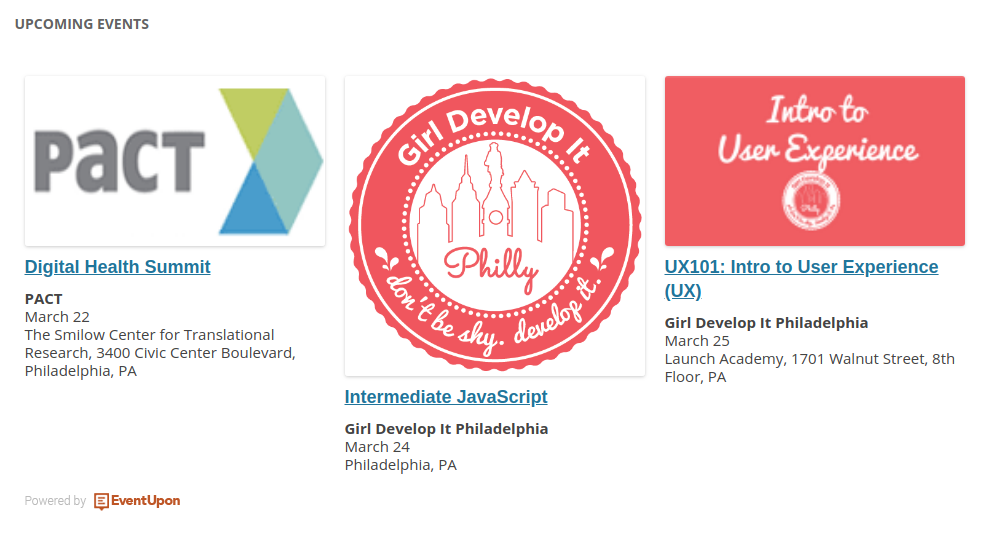 UPCOMING EVENTS
PACT
Digital Health Summit
PACT
March 22
The Smilow Center for Translational
Research, 3400 Civic Center Boulevard,
Philadelphia, PA
Girl Develop It
Philly
don't be shy. develop it.
Intermediate JavaScript
Girl Develop It Philadelphia
March 24
Philadelphia, PA
Intro to
User Experience
Philly
UX101: Intro to User Experience
(UX)
Girl Develop It Philadelphia
March 25
Launch Academy, 1701 Walnut Street, 8th
Floor, PA
Powered by EventUpon